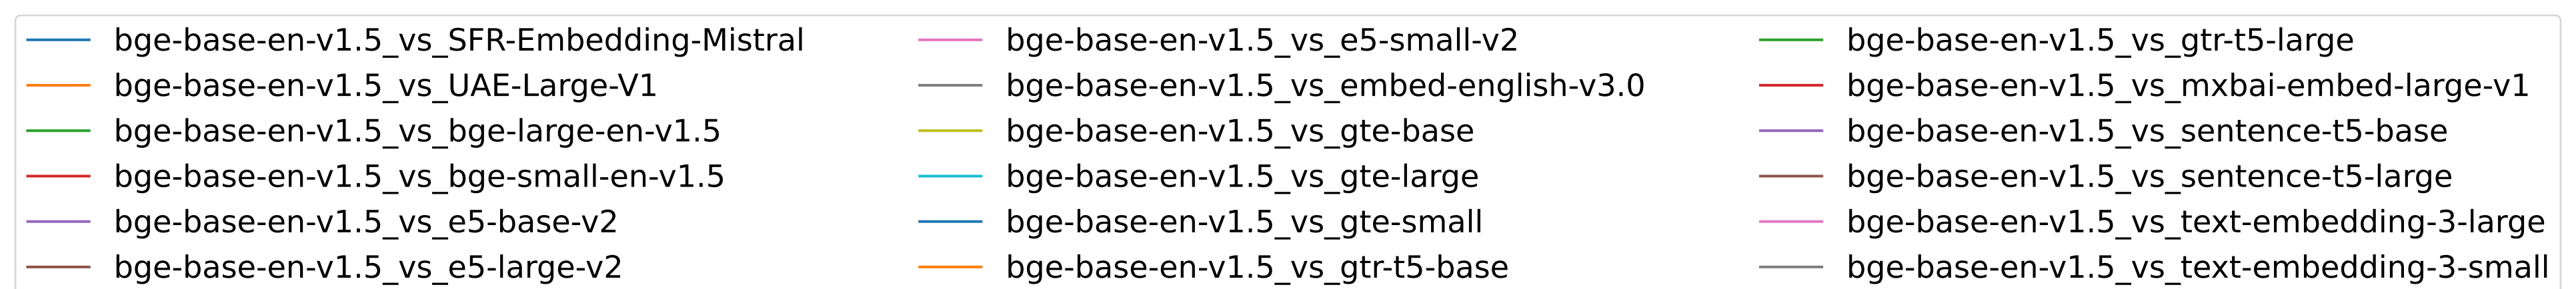 bge-base-en-v1.5_vs_SFR-Embedding-Mistral
bge-base-en-v1.5_vs_UAE-Large-V1
bge-base-en-v1.5_vs_bge-large-en-v1.5
bge-base-en-v1.5_vs_bge-small-en-v1.5
bge-base-en-v1.5_vs_e5-base-v2
bge-base-en-v1.5_vs_e5-large-v2
bge-base-en-v1.5_vs_e5-small-v2
bge-base-en-v1.5_vs_embed-english-v3.0
bge-base-en-v1.5_vs_gte-base
bge-base-en-v1.5_vs_gte-large
bge-base-en-v1.5_vs_gte-small
bge-base-en-v1.5_vs_gtr-t5-base
bge-base-en-v1.5_vs_gtr-t5-large
bge-base-en-v1.5_vs_mxbai-embed-large-v1
bge-base-en-v1.5_vs_sentence-t5-base
bge-base-en-v1.5_vs_sentence-t5-large
bge-base-en-v1.5_vs_text-embedding-3-large
bge-base-en-v1.5_vs_text-embedding-3-small